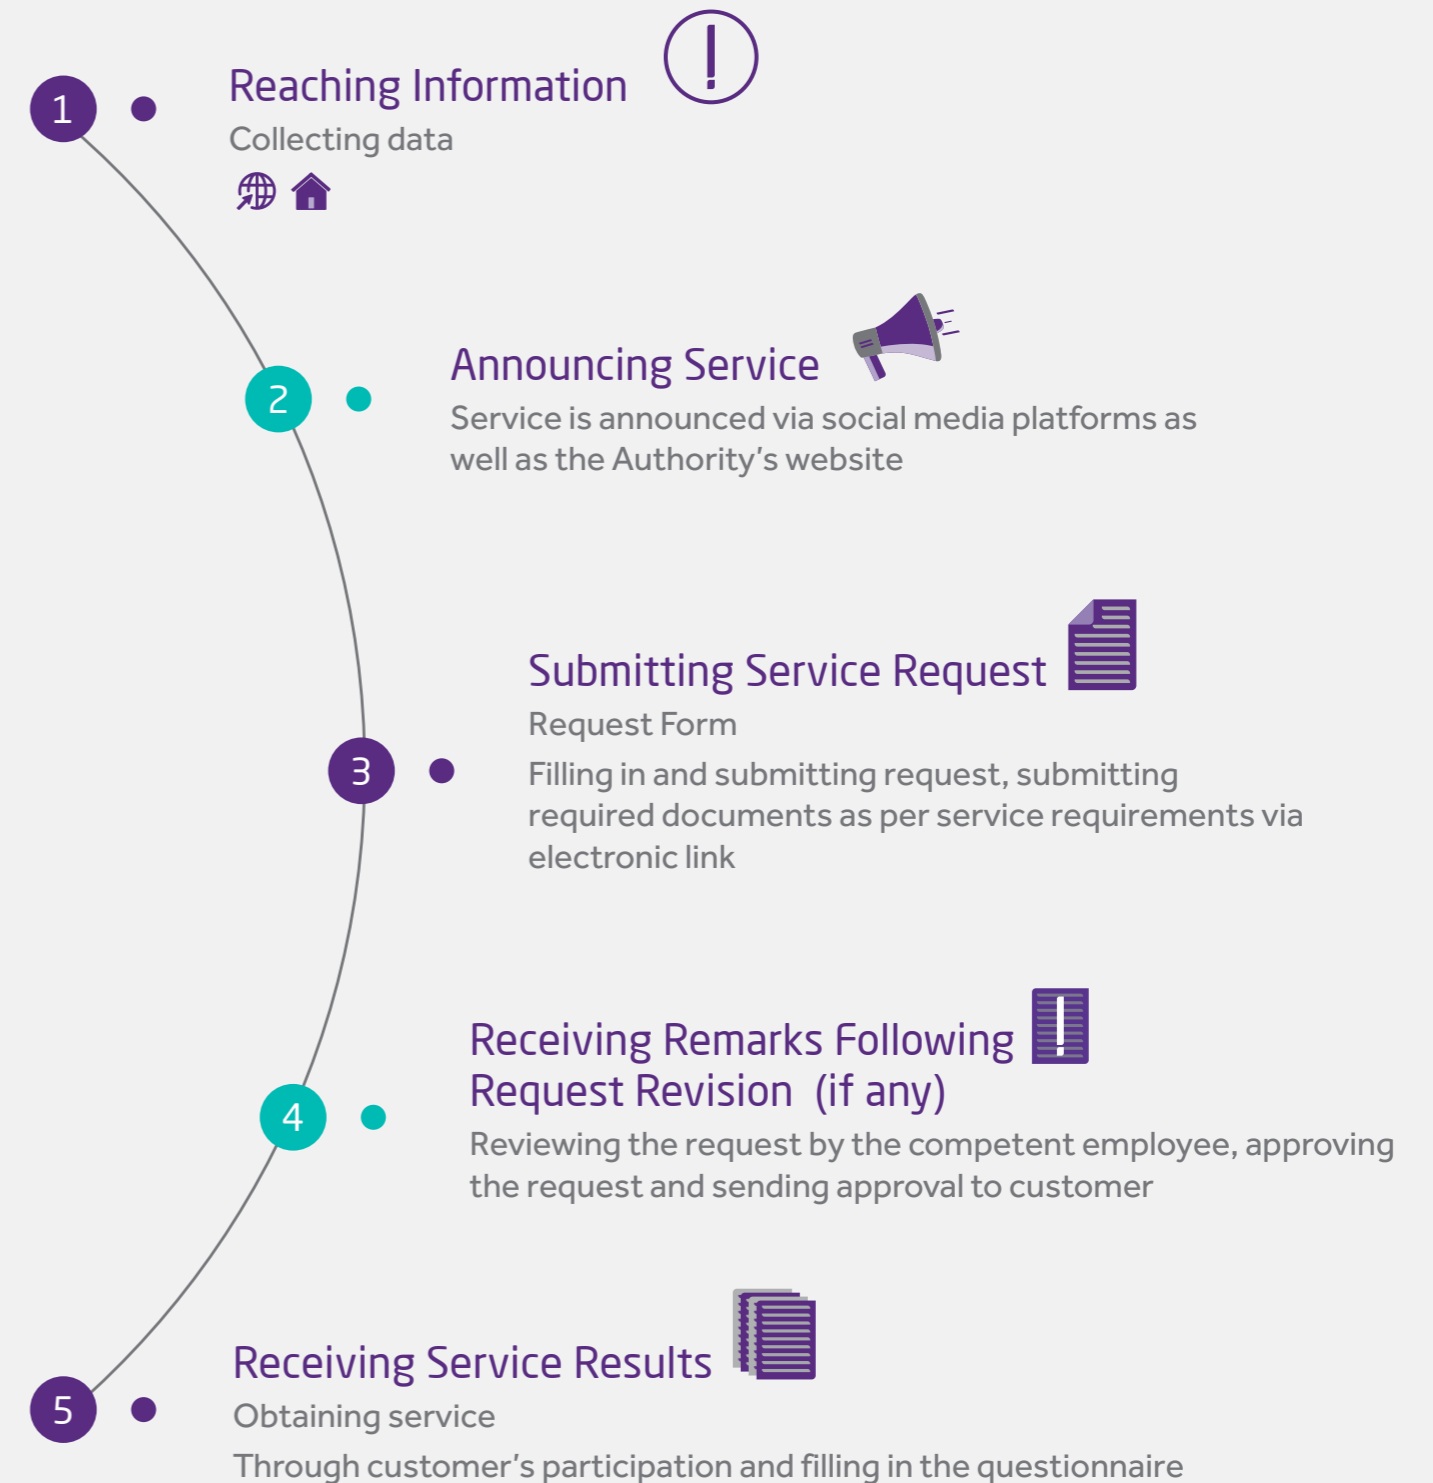 1
Reaching Information
Collecting data
2
Announcing Service
Service is announced via social media platforms as
well as the Authority's website
3
Submitting Service Request
Request Form
Filling in and submitting request, submitting
required documents as per service requirements via
electronic link
4
Receiving Remarks Following
Request Revision (if any)
Reviewing the request by the competent employee, approving
the request and sending approval to customer
5
Receiving Service Results
Obtaining service
Through customer's participation and filling in the questionnaire